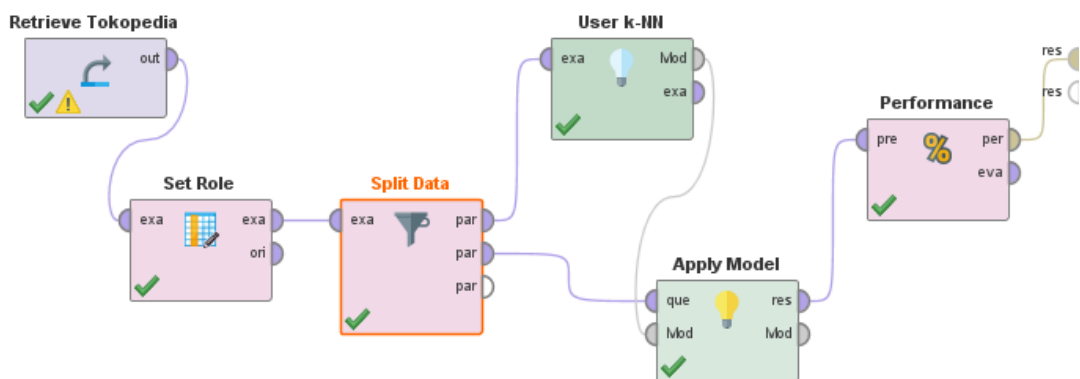 Retrieve Tokopedia
out
Set Role
exa
exa
ori
Split Data
exa
par
par
par
User k-NN
exa
Mod
exa
Apply Model
que
res
Mod
Mod
Performance
pre
%
per
eva
res
res